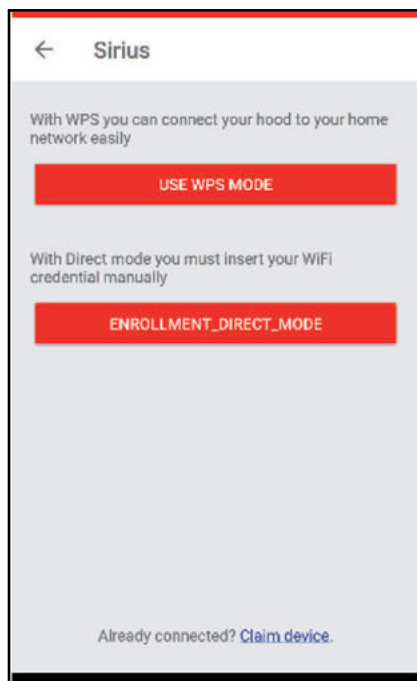 Sirius
With WPS you can connect your hood to your home
network easily
USE WPS MODE
With Direct mode you must insert your WiFi
credential manually
ENROLLMENT_DIRECT_MODE
Already connected? Claim device.